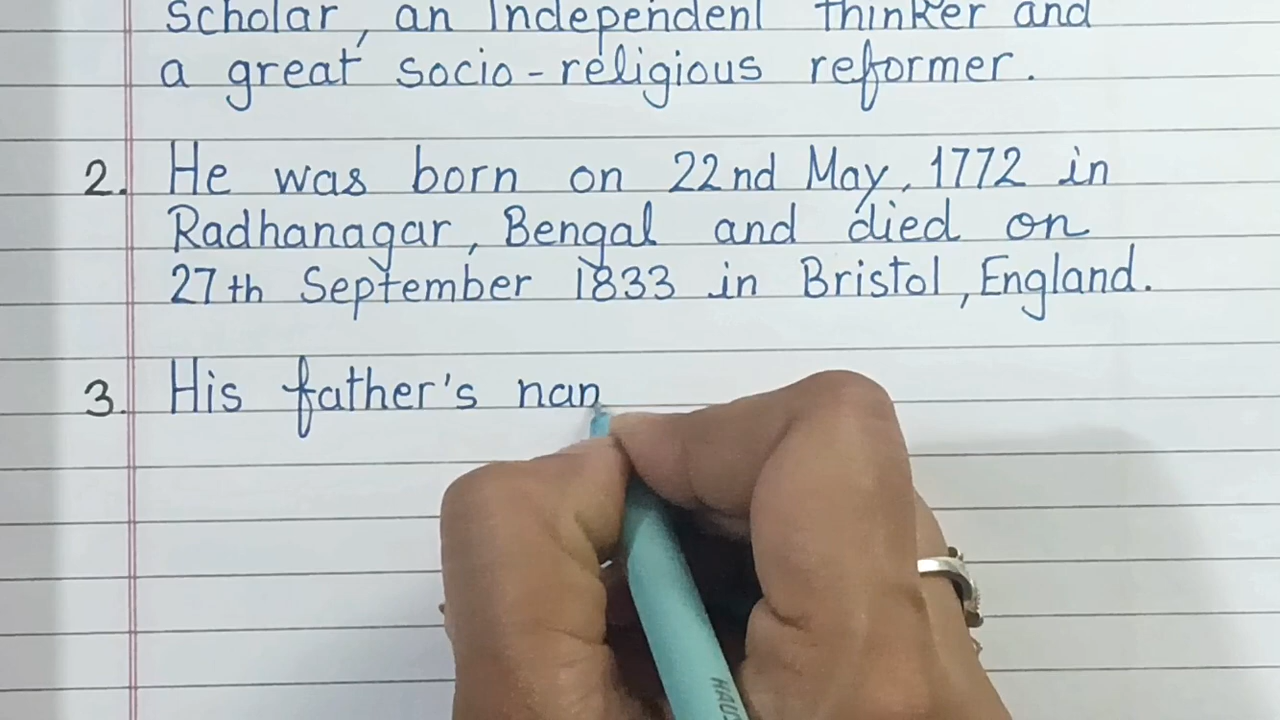 scholar, an independent thinker and
a great socio-religious reformer.
2. He was born on 22nd May, 1772 in
Radhanagar, Bengal and died on
27th September 1833 in Bristol, England.
3. His father's nan
HAUS